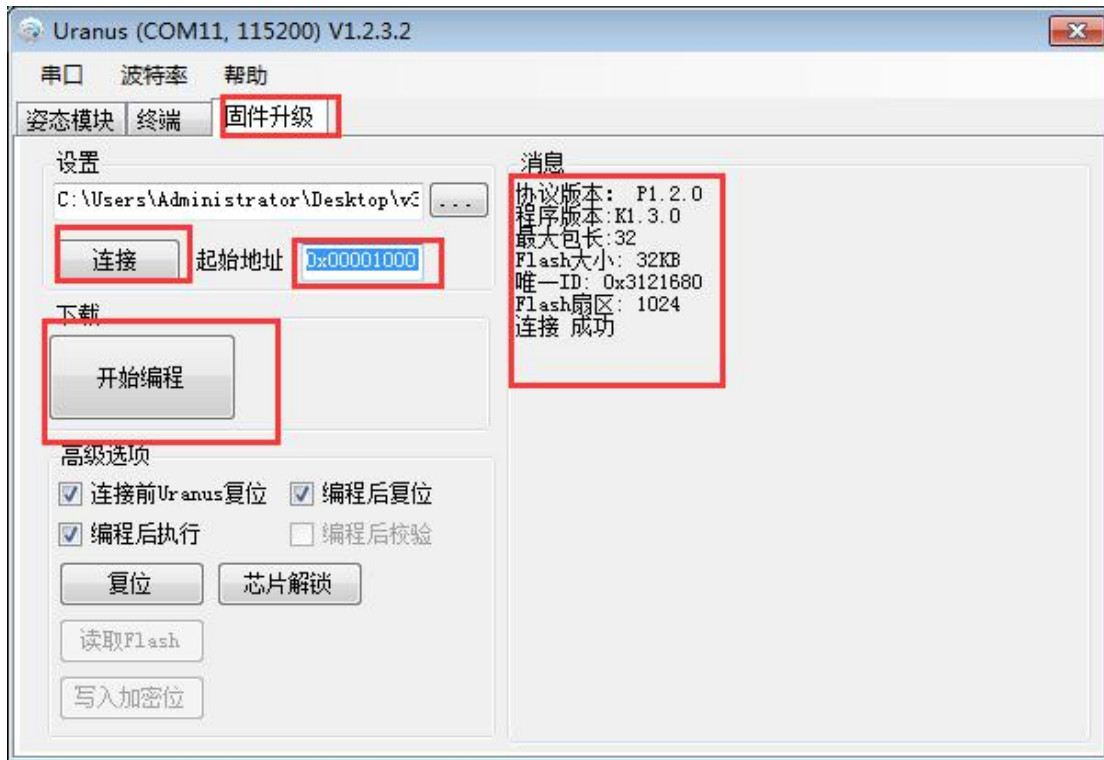 Uranus (COM11, 115200) V1.2.3.2
串口 波特率 帮助
姿态模块 终端 固件升级
设置
C:\Users\Administrator\Desktop\v3 ...
连接 起始地址 0x00001000
下载
开始编程
高级选项
连接前Uranus复位 编程后复位
编程后执行 编程后校验
复位 芯片解锁
读取Flash
写入加密位
消息
协议版本: P1.2.0
程序版本:K1.3.0
最大包长:32
Flash大小: 32KB
唯一ID: 0x3121680
Flash扇区: 1024
连接 成功